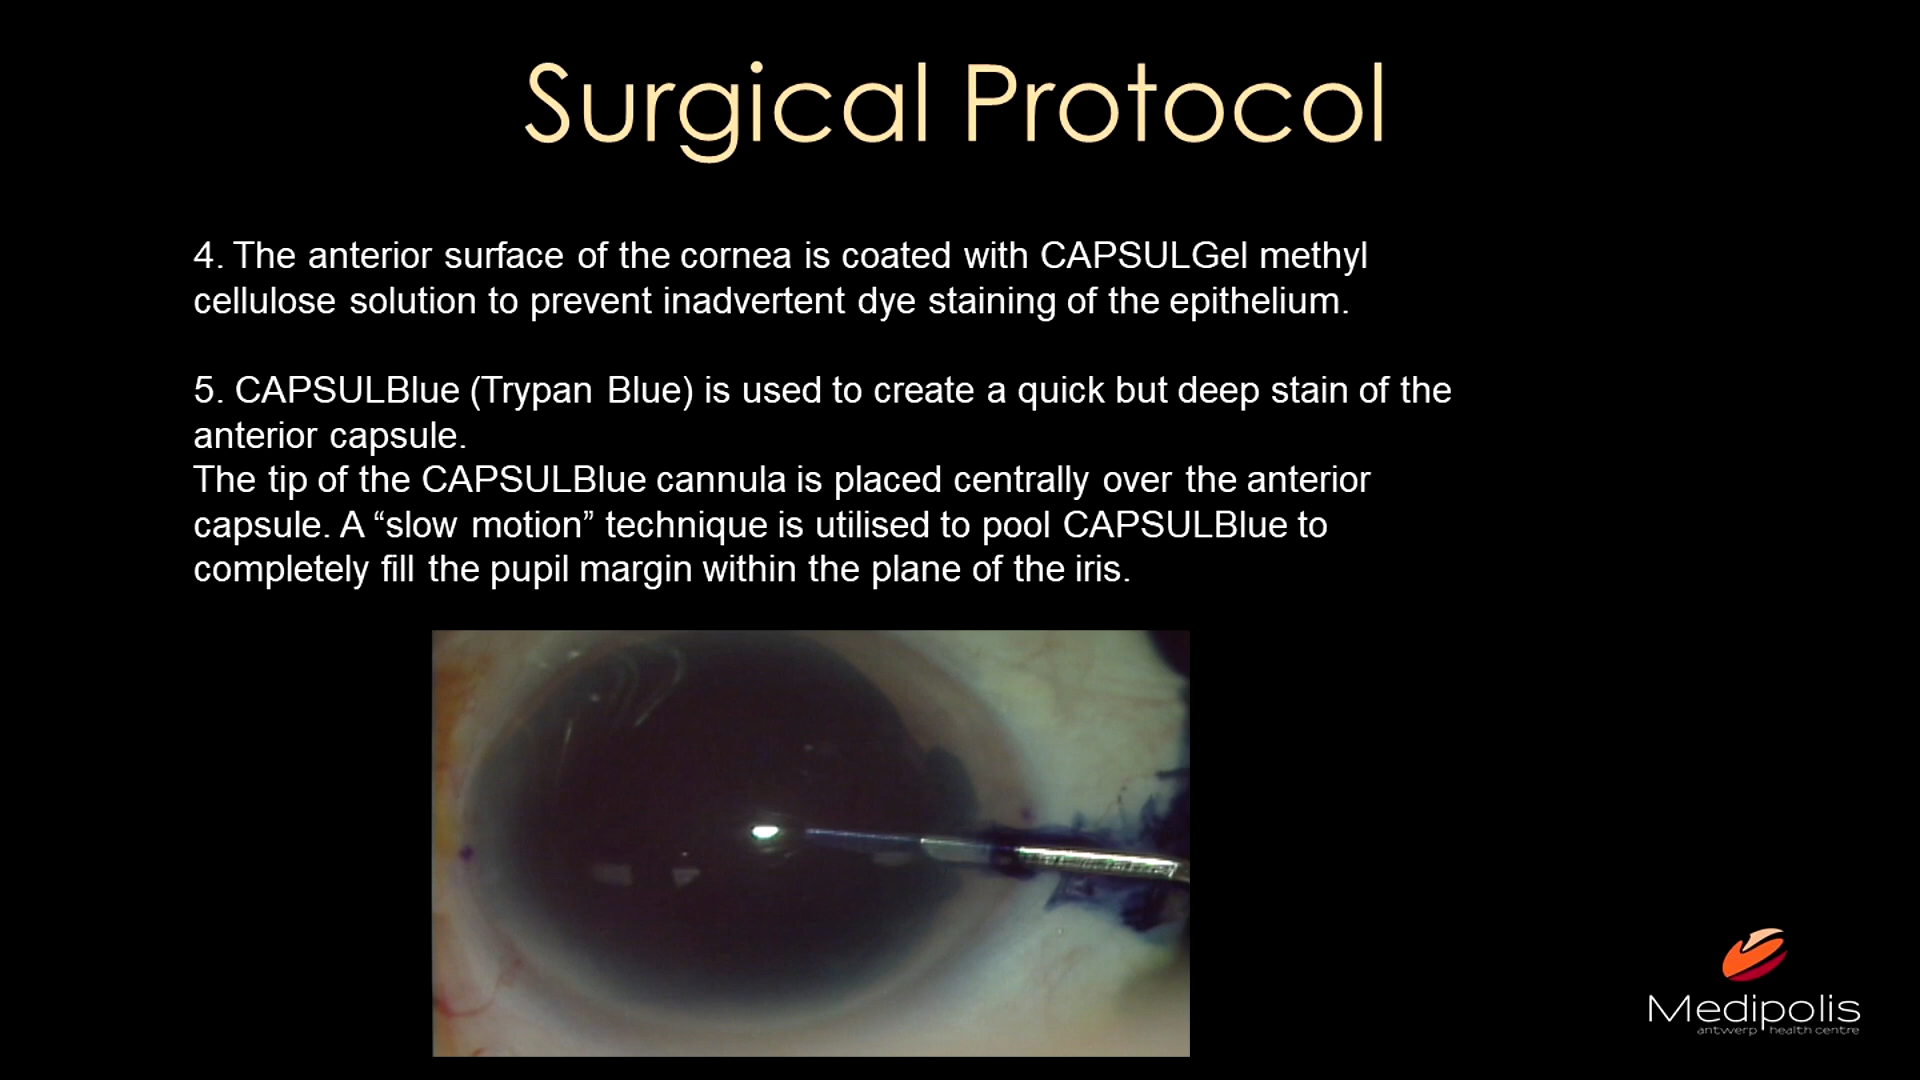 Surgical Protocol
4. The anterior surface of the cornea is coated with CAPSULGel methyl
cellulose solution to prevent inadvertent dye staining of the epithelium.
5. CAPSULBlue (Trypan Blue) is used to create a quick but deep stain of the
anterior capsule.
The tip of the CAPSULBlue cannula is placed centrally over the anterior
capsule. A “slow motion” technique is utilised to pool CAPSULBlue to
completely fill the pupil margin within the plane of the iris.
Medipolis
antwerp health centre